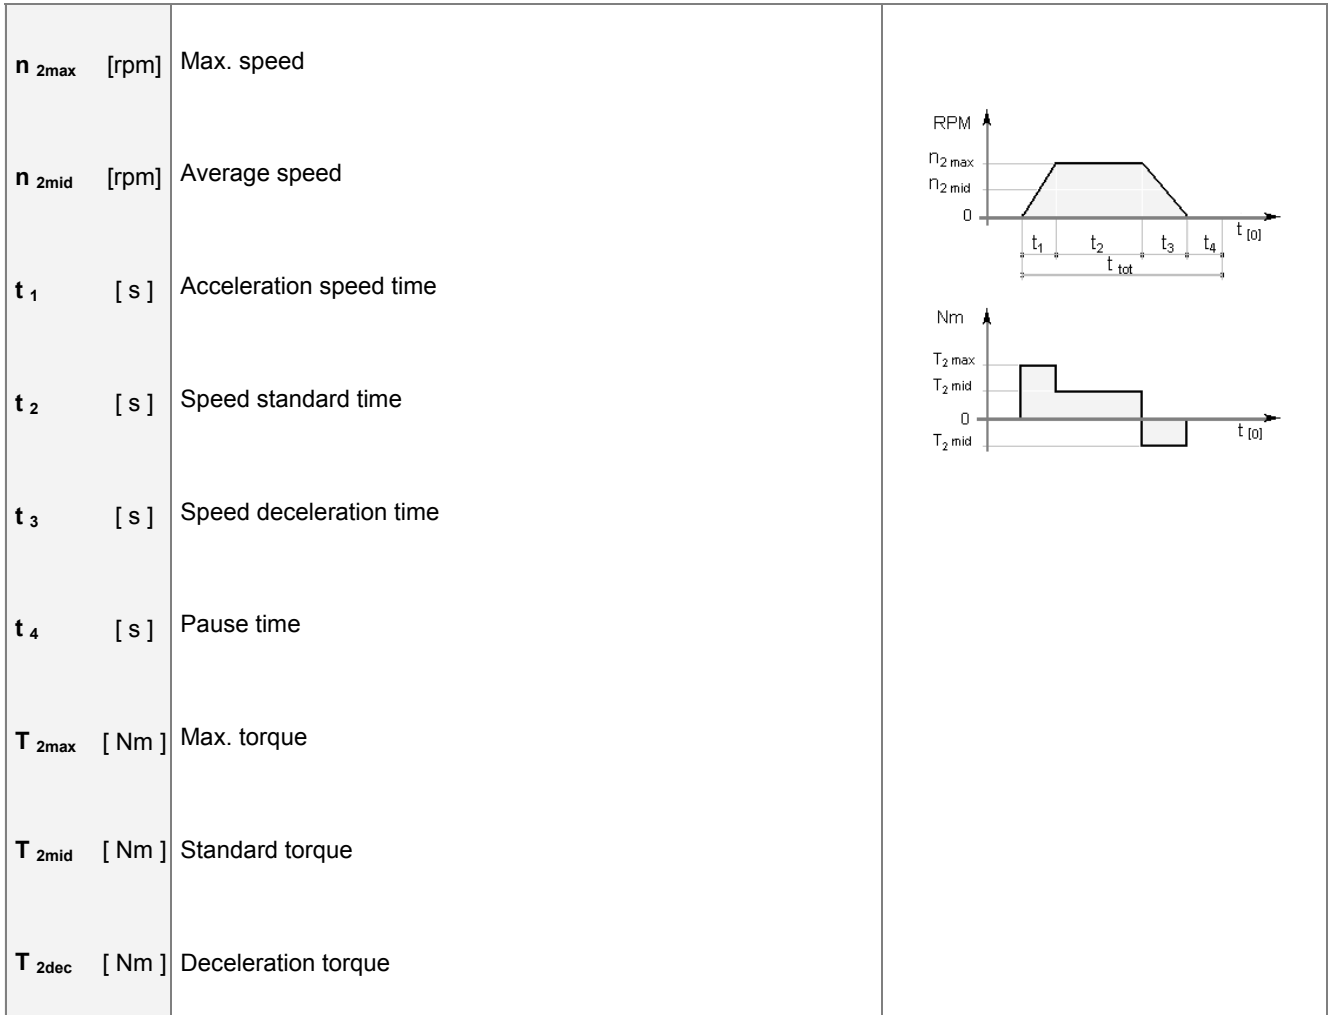 n 2max [rpm] Max. speed
n 2mid [rpm] Average speed
t 1 [ s ] Acceleration speed time
t 2 [ s ] Speed standard time
t 3 [ s ] Speed deceleration time
t 4 [ s ] Pause time
T 2max [ Nm ] Max. torque
T 2mid [ Nm ] Standard torque
T 2dec [ Nm ] Deceleration torque
RPM
n2 max
n2 mid
0
t [0]
t1 t2 t3 t4
t tot
Nm
T2 max
T2 mid
0
t [0]
T2 mid